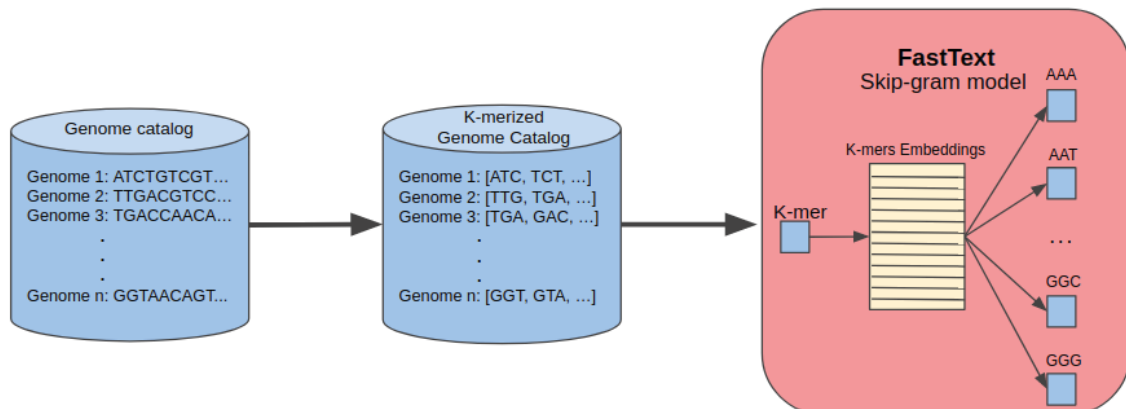 Genome catalog
Genome 1: ATCTGTCGT...
Genome 2: TTGACGTCC...
Genome 3: TGACCAACA...
.
.
.
Genome n: GGTAACAGT...
K-merized
Genome Catalog
Genome 1: [ATC, TCT, ...]
Genome 2: [TTG, TGA, ...]
Genome 3: [TGA, GAC, ...]
.
.
.
Genome n: [GGT, GTA, ...]
FastText
Skip-gram model
K-mer
K-mers Embeddings
AAA
AAT
...
GGC
GGG